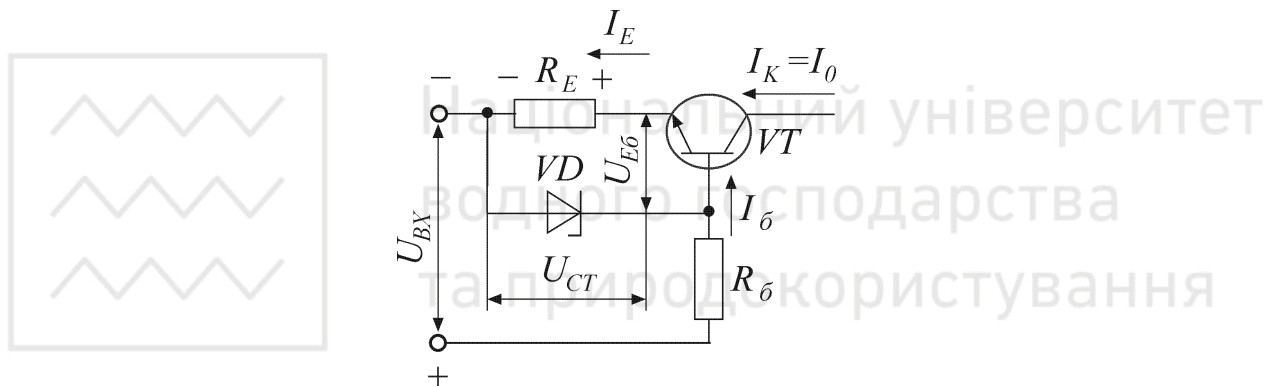 I_E
− − R_E + I_K = I_0
Національний університет
VT
VD U_Eб
водного господарства
I_б
U_BX
U_CT R_б
та природокористування
+